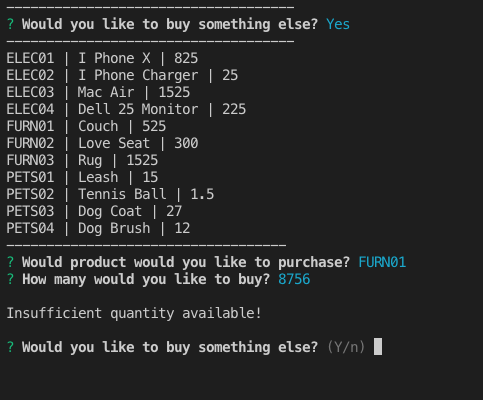 ------------------------------------
? Would you like to buy something else? Yes
------------------------------------
ELEC01 | I Phone X | 825
ELEC02 | I Phone Charger | 25
ELEC03 | Mac Air | 1525
ELEC04 | Dell 25 Monitor | 225
FURN01 | Couch | 525
FURN02 | Love Seat | 300
FURN03 | Rug | 1525
PETS01 | Leash | 15
PETS02 | Tennis Ball | 1.5
PETS03 | Dog Coat | 27
PETS04 | Dog Brush | 12
-----------------------------------
? Would product would you like to purchase? FURN01
? How many would you like to buy? 8756
Insufficient quantity available!
? Would you like to buy something else? (Y/n)